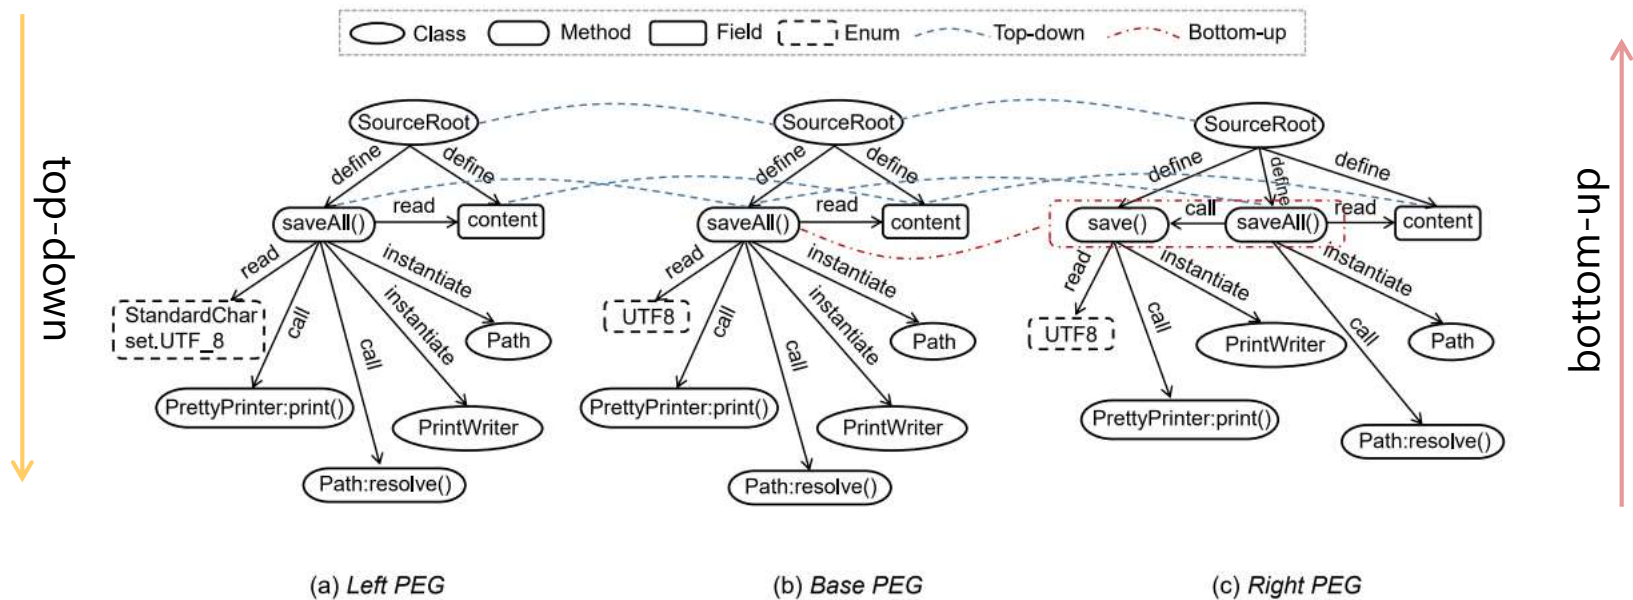 Class Method Field Enum Top-down Bottom-up
top-down
SourceRoot
define
define
saveAll()
read
content
read
instantiate
StandardChar
set.UTF_8
call
call
instantiate
Path
PrettyPrinter:print()
PrintWriter
Path:resolve()
(a) Left PEG
SourceRoot
define
define
saveAll()
read
content
read
instantiate
UTF8
call
call
instantiate
Path
PrettyPrinter:print()
PrintWriter
Path:resolve()
(b) Base PEG
SourceRoot
define
define
define
save()
call
saveAll()
read
content
read
instantiate
instantiate
UTF8
call
PrintWriter
call
Path
PrettyPrinter:print()
Path:resolve()
(c) Right PEG
bottom-up